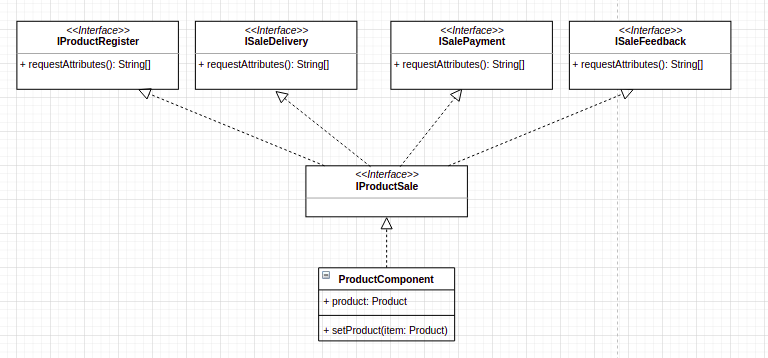 <<Interface>>
IProductRegister
+ requestAttributes(): String[]
<<Interface>>
ISaleDelivery
+ requestAttributes(): String[]
<<Interface>>
ISalePayment
+ requestAttributes(): String[]
<<Interface>>
ISaleFeedback
+ requestAttributes(): String[]
<<Interface>>
IProductSale
ProductComponent
+ product: Product
+ setProduct(item: Product)